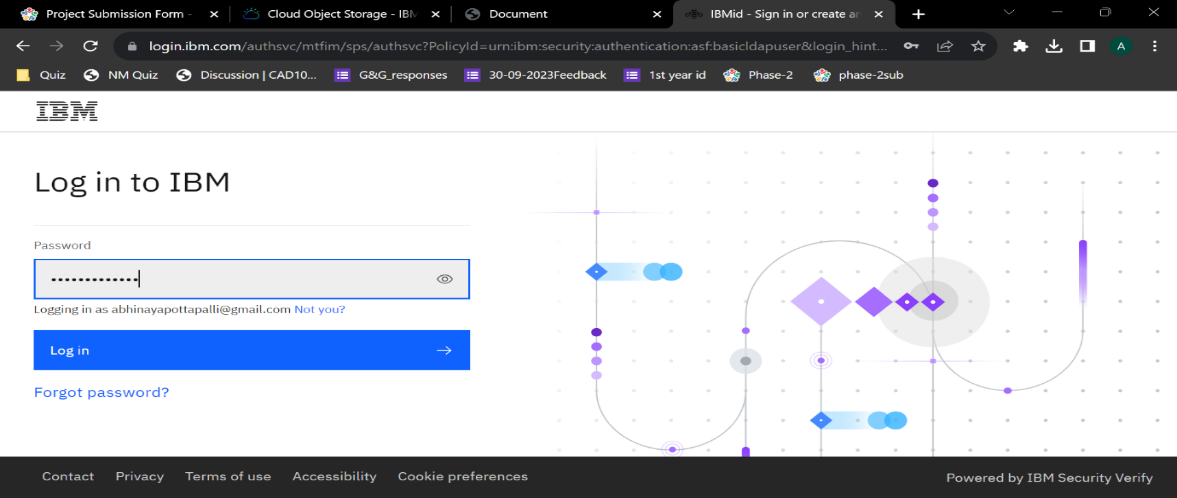 Project Submission Form - Cloud Object Storage - IBM Document IBMid - Sign in or create an
login.ibm.com/authsvc/mtfim/sps/authsvc?PolicyId=urn:ibm:security:authentication:asf:basicldapuser&login_hint... A
Quiz NM Quiz Discussion | CAD10... G&G_responses 30-09-2023Feedback 1st year id Phase-2 phase-2sub
IBM
Log in to IBM
Password
••••••••••••
Logging in as abhinayapottapalli@gmail.com Not you?
Log in
Forgot password?
Contact Privacy Terms of use Accessibility Cookie preferences Powered by IBM Security Verify